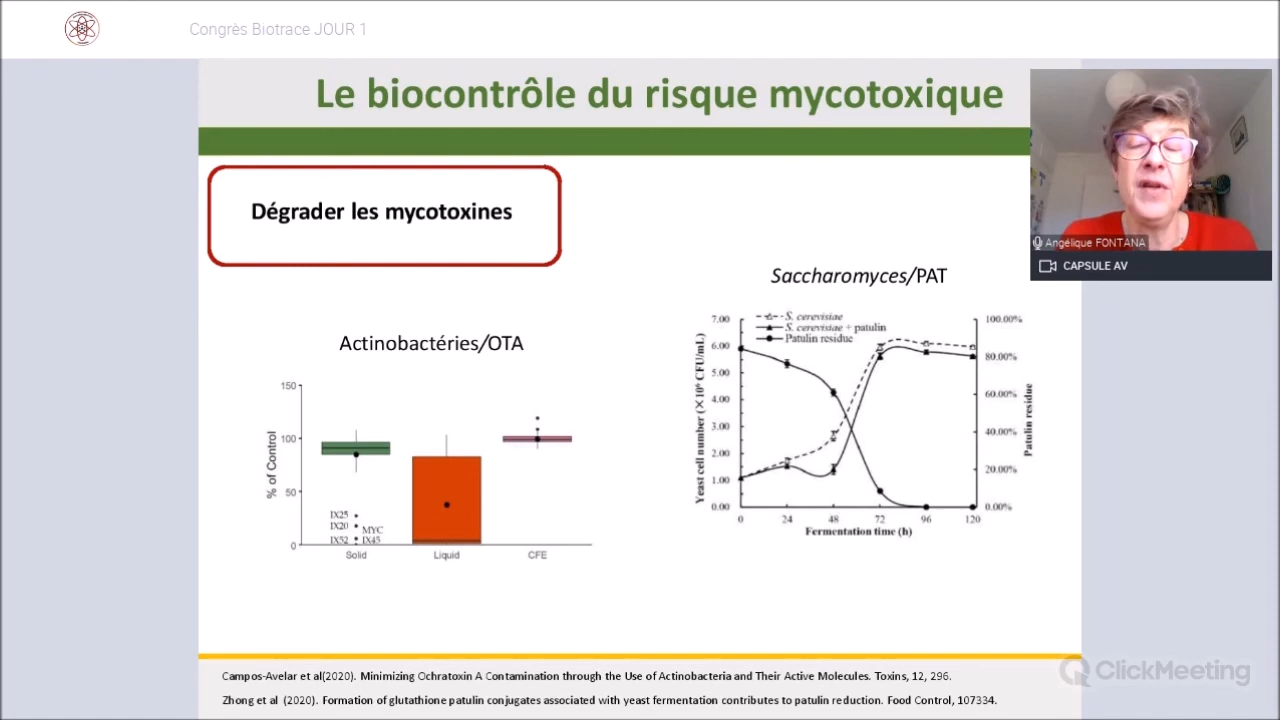 Congrès Biotrace JOUR 1
Le biocontrôle du risque mycotoxique
Dégrader les mycotoxines
Angélique FONTANA
CAPSULE AV
Saccharomyces/PAT
Actinobactéries/OTA
S. cerevisiae
S. cerevisiae + patulin
Patulin residue
7.00
6.00
5.00
4.00
3.00
2.00
1.00
0.00
Yeast cell number (×10⁶ CFU/mL)
100.00%
80.00%
60.00%
40.00%
20.00%
0.00%
Patulin residue
0 24 48 72 96 120
Fermentation time (h)
150
100
50
0
% of Control
IX25
IX20 MYC
IX52 IX45
Solid Liquid CFE
Campos-Avelar et al(2020). Minimizing Ochratoxin A Contamination through the Use of Actinobacteria and Their Active Molecules. Toxins, 12, 296.
Zhong et al (2020). Formation of glutathione patulin conjugates associated with yeast fermentation contributes to patulin reduction. Food Control, 107334.
ClickMeeting